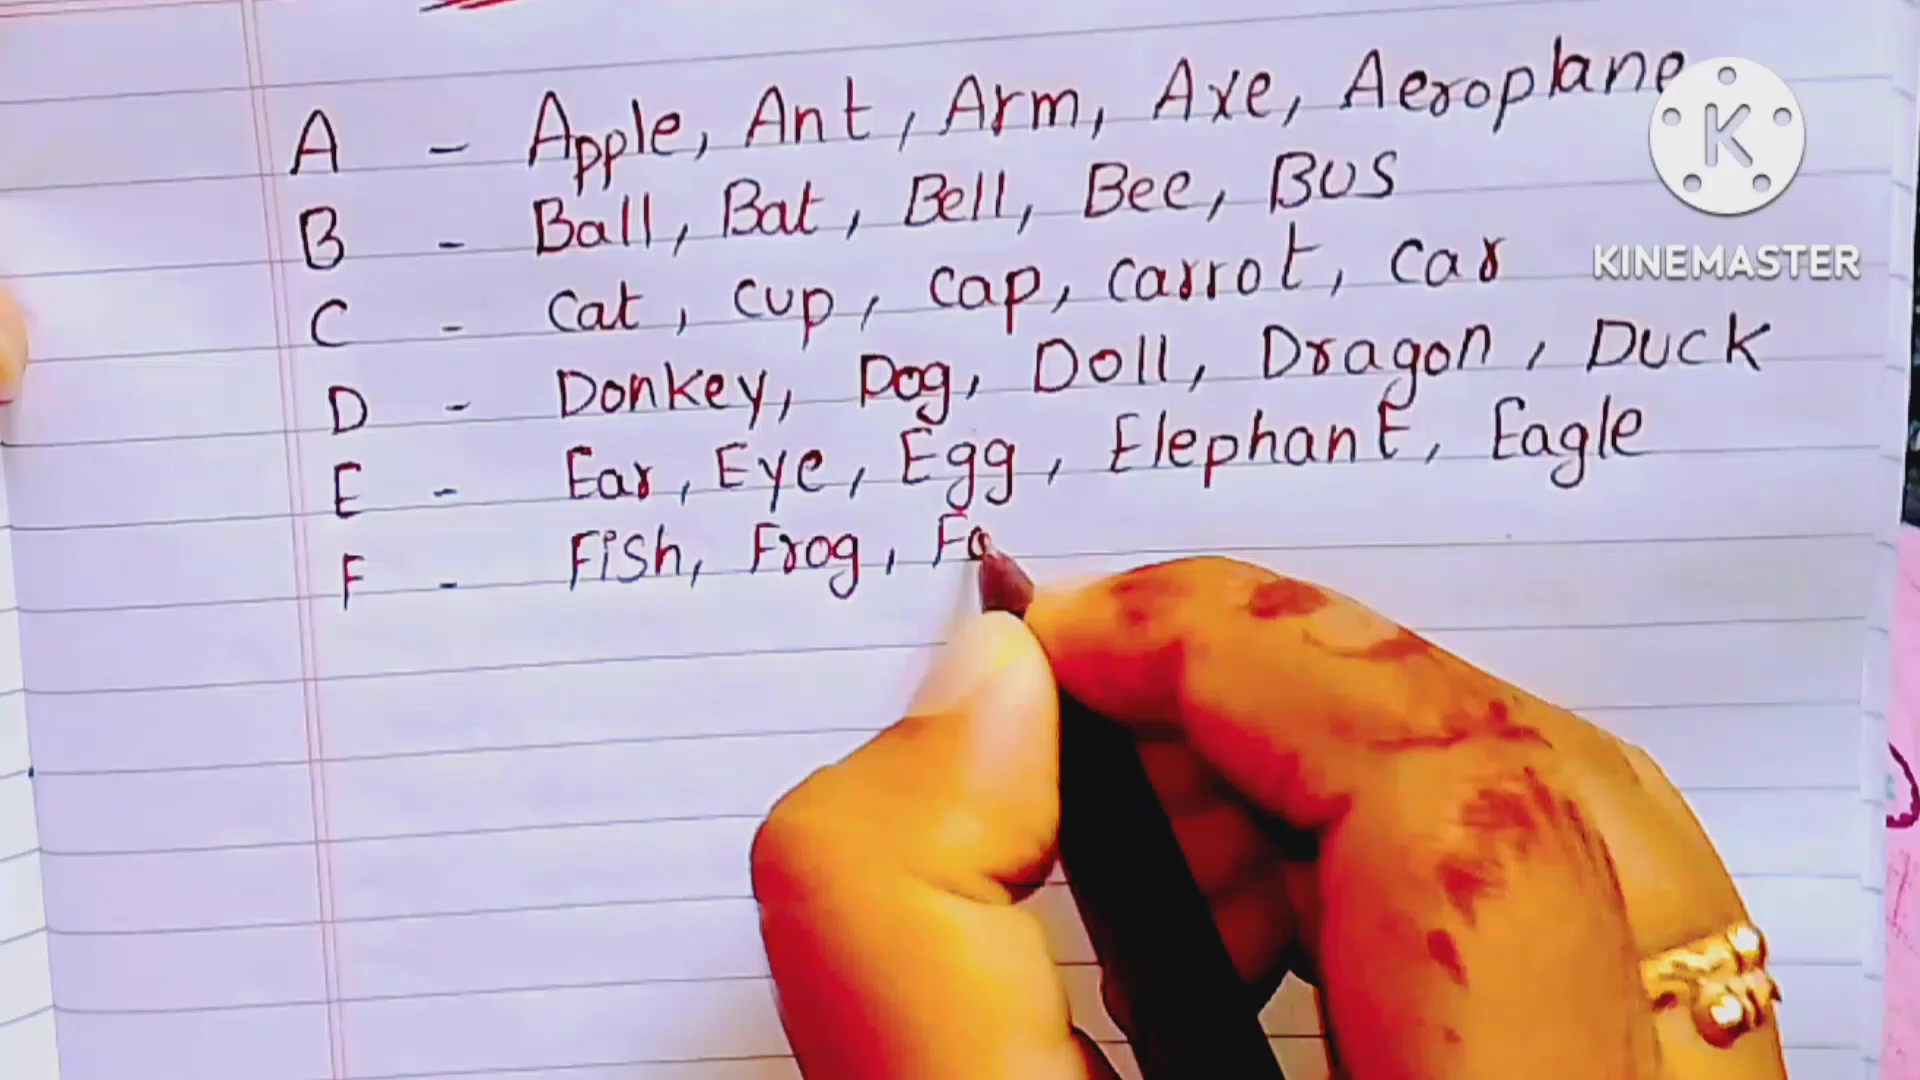 A - Apple, Ant, Arm, Axe, Aeroplane
B - Ball, Bat, Bell, Bee, BUS
C - cat, cup, cap, carrot, car
D - Donkey, Dog, Doll, Dragon, DUCK
E - Ear, Eye, Egg, Elephant, Eagle
F - Fish, Frog,
K
KINEMASTER